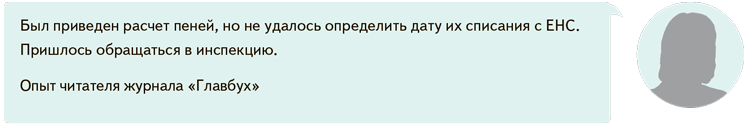 Был приведен расчет пеней, но не удалось определить дату их списания с ЕНС.
Пришлось обращаться в инспекцию.
Опыт читателя журнала «Главбух»